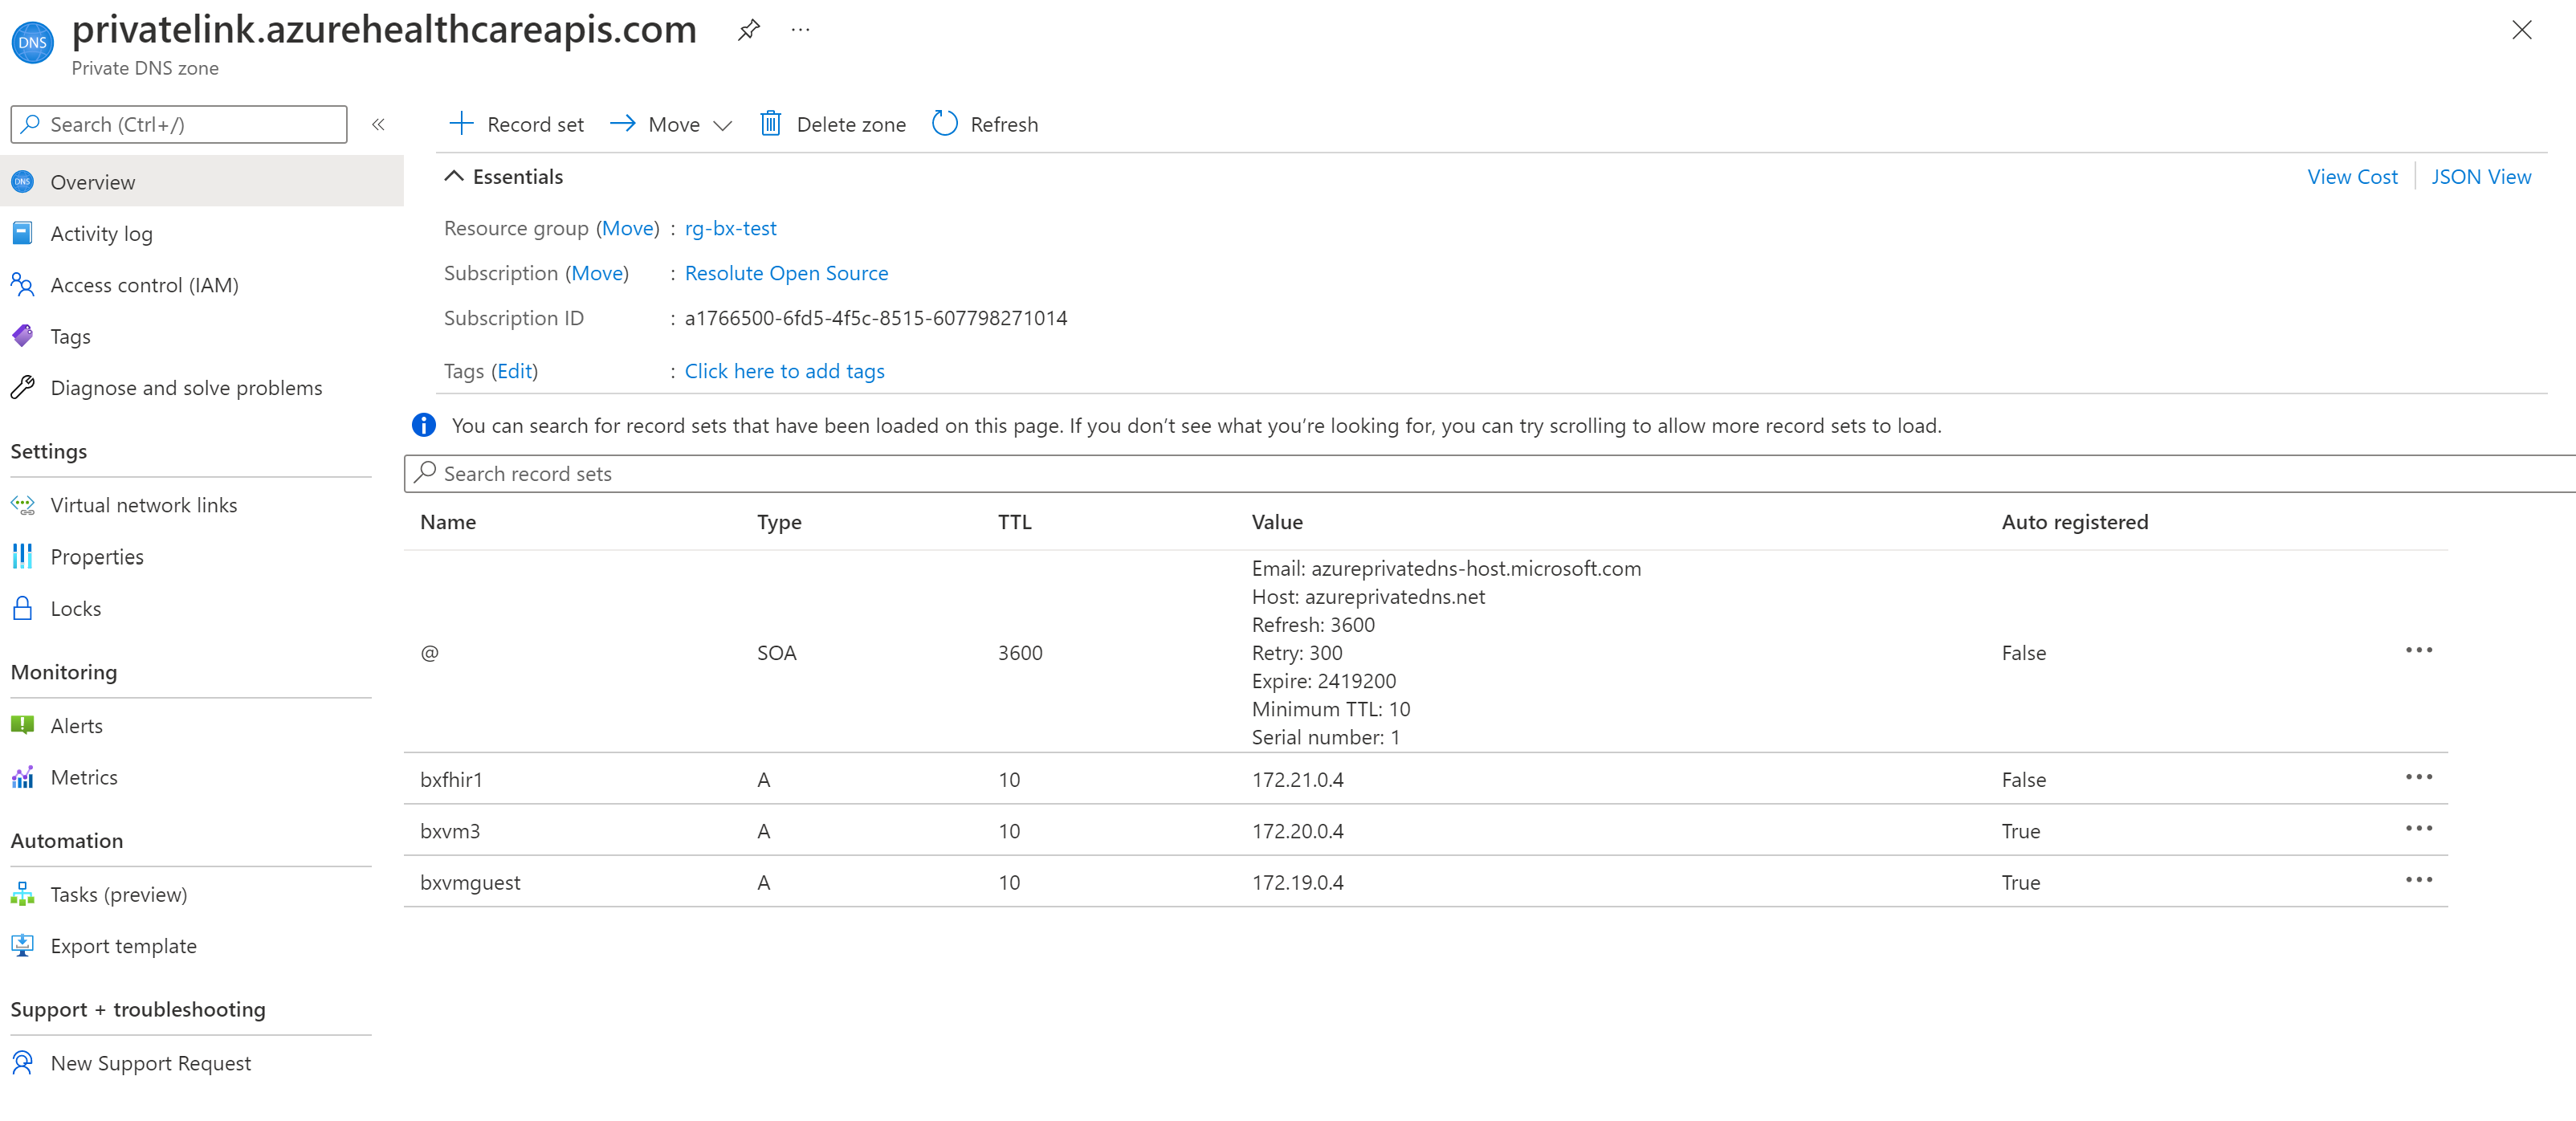 DNS
privatelink.azurehealthcareapis.com
Private DNS zone
Search (Ctrl+/)
Record set
Move
Delete zone
Refresh
DNS
Overview
Activity log
Access control (IAM)
Tags
Diagnose and solve problems
Settings
Virtual network links
Properties
Locks
Monitoring
Alerts
Metrics
Automation
Tasks (preview)
Export template
Support + troubleshooting
New Support Request
Essentials
View Cost
JSON View
Resource group (Move) : rg-bx-test
Subscription (Move) : Resolute Open Source
Subscription ID : a1766500-6fd5-4f5c-8515-607798271014
Tags (Edit) : Click here to add tags
You can search for record sets that have been loaded on this page. If you don’t see what you’re looking for, you can try scrolling to allow more record sets to load.
Search record sets
Name Type TTL Value Auto registered
Email: azureprivatedns-host.microsoft.com
Host: azureprivatedns.net
Refresh: 3600
@ SOA 3600 Retry: 300 False
Expire: 2419200
Minimum TTL: 10
Serial number: 1
bxfhir1 A 10 172.21.0.4 False
bxvm3 A 10 172.20.0.4 True
bxvmguest A 10 172.19.0.4 True